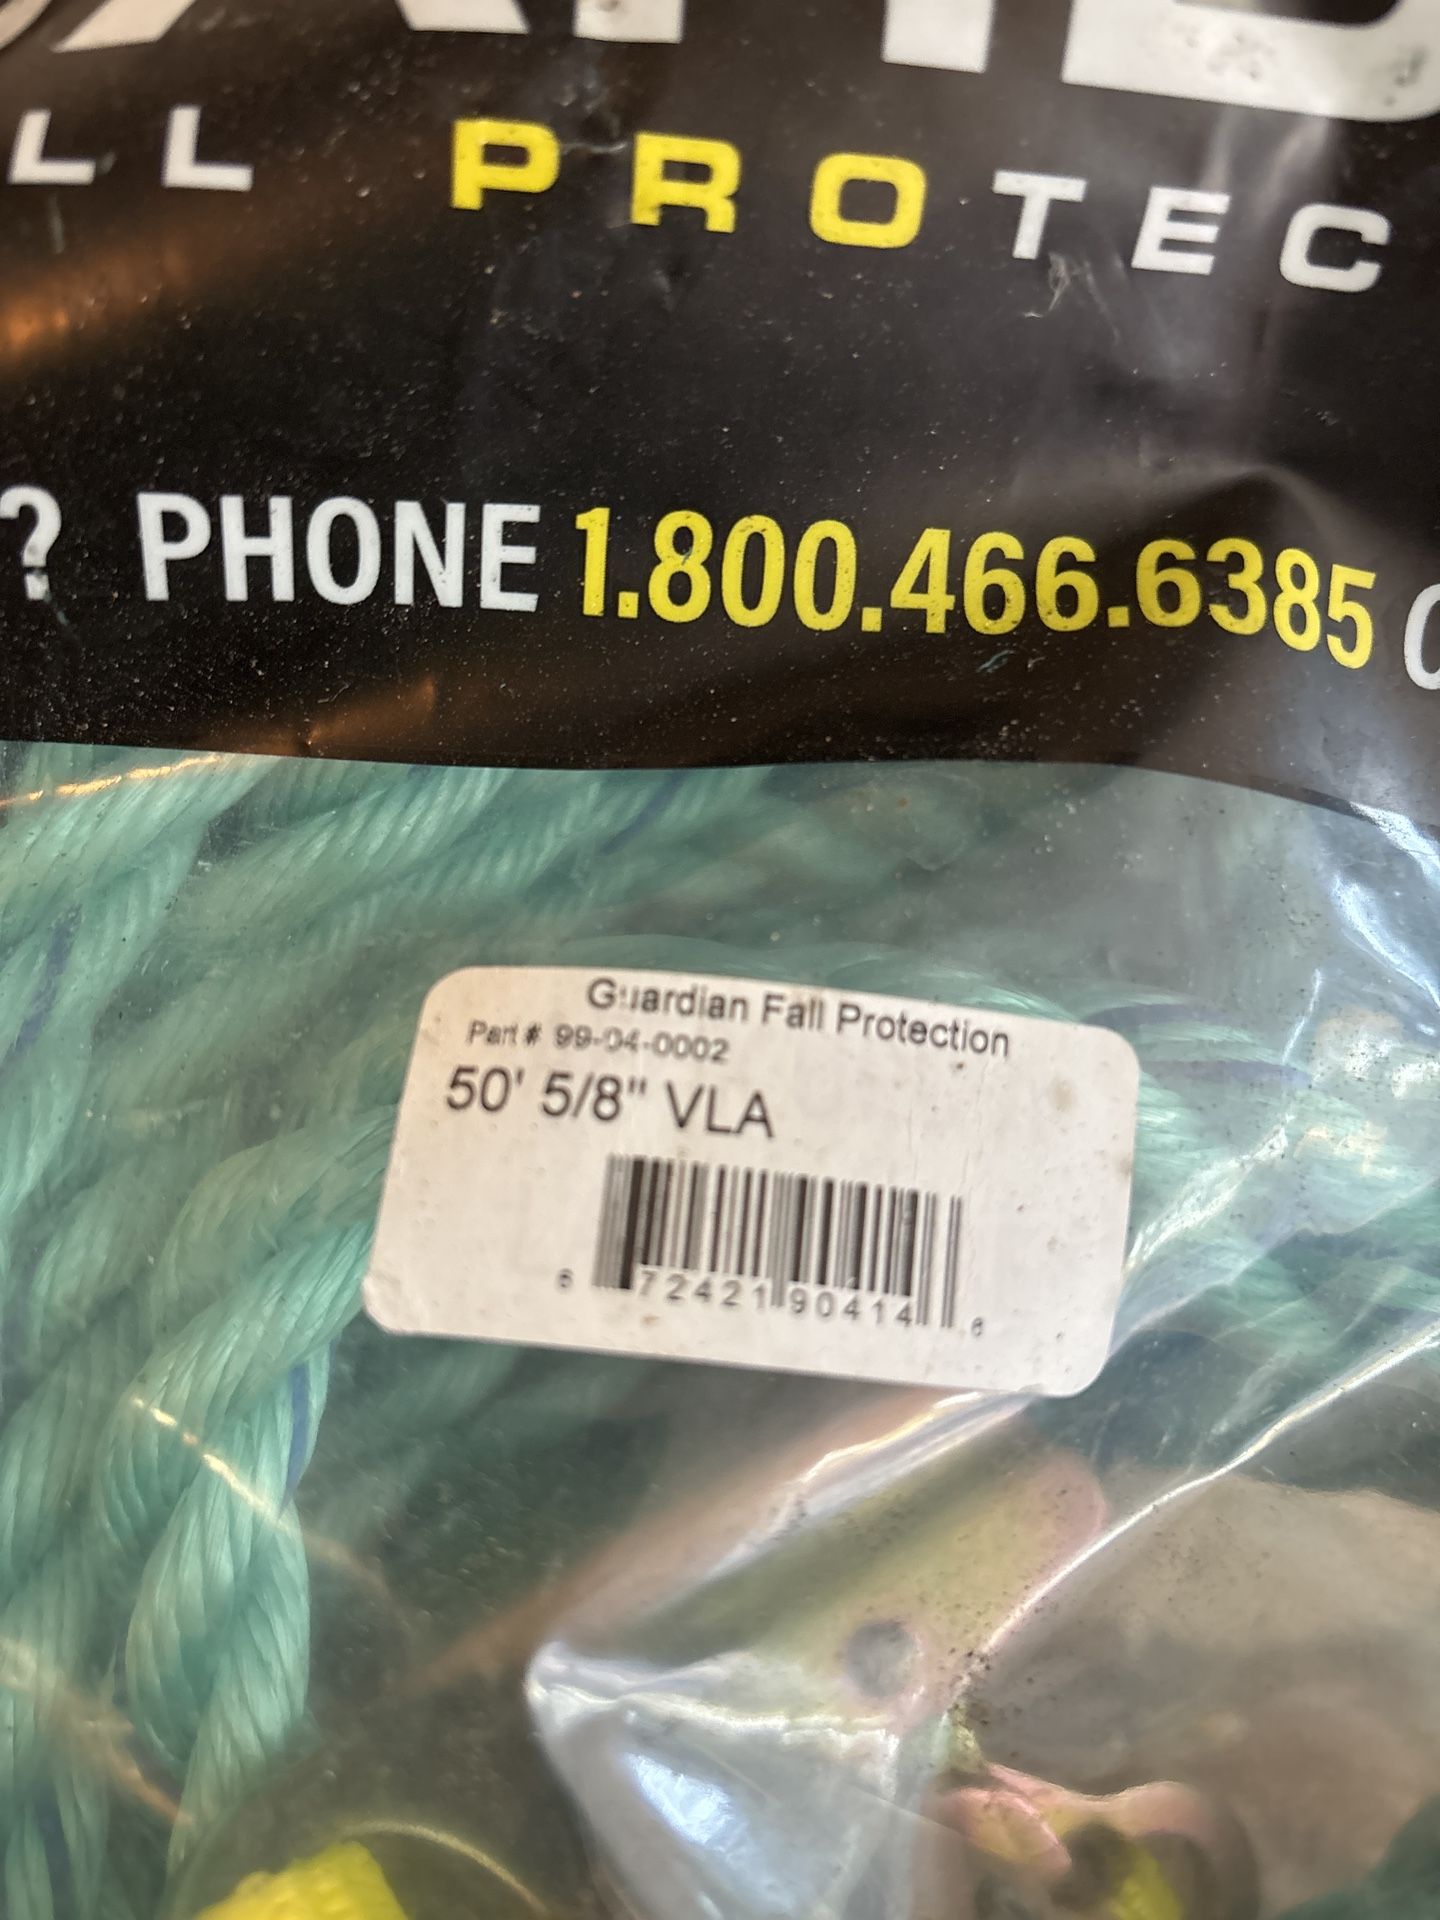 LL PROTEC
? PHONE 1.800.466.6385
Guardian Fall Protection
Part # 99-04-0002
50' 5/8" VLA
6 72421 90414 6